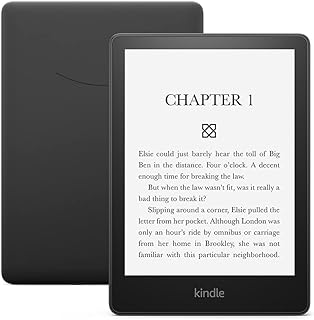 CHAPTER 1
Elsie could just barely hear the toll of Big
Ben in the distance. Four o'clock. A decent
enough time for breaking the law.
But when the law wasn't fit, was it really a
bad thing to break it?
Slipping around a corner, Elsie pulled the
letter from her pocket. Although London was
only an hour's ride by omnibus or carriage
from her home in Brookley, she was not
familiar with this particular neighborhood.
kindle